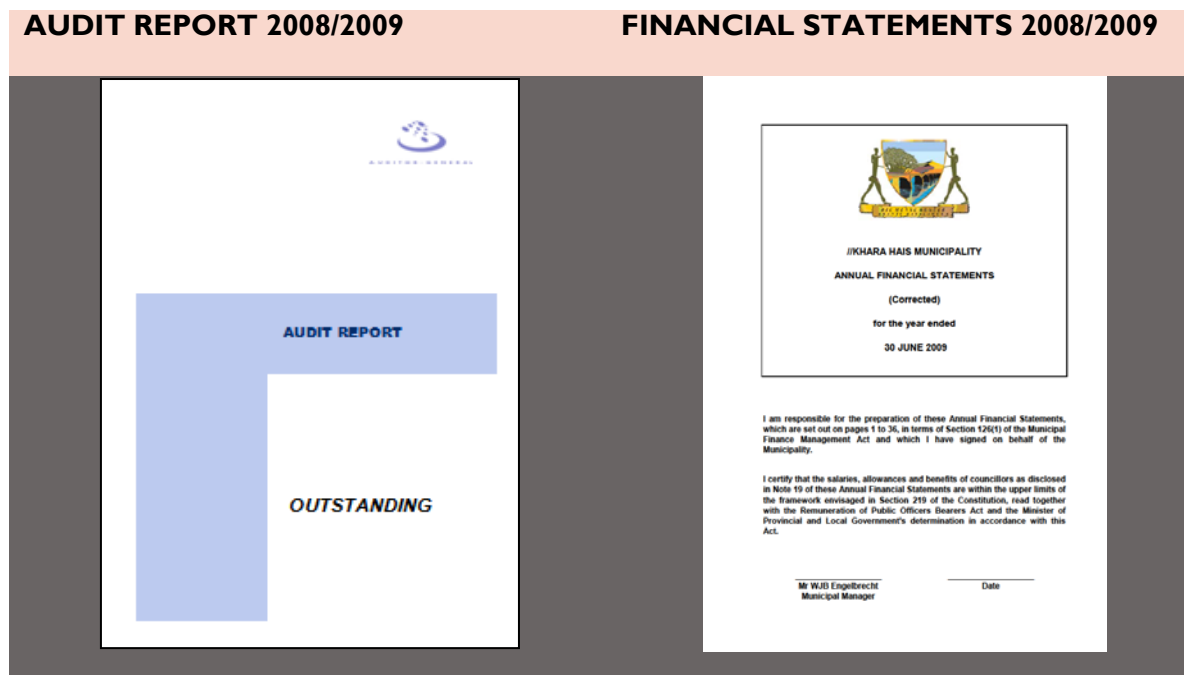 AUDIT REPORT 2008/2009
FINANCIAL STATEMENTS 2008/2009
AUDITOR-GENERAL
AUDIT REPORT
OUTSTANDING
//KHARA HAIS MUNICIPALITY
ANNUAL FINANCIAL STATEMENTS
(Corrected)
for the year ended
30 JUNE 2009
I am responsible for the preparation of these Annual Financial Statements,
which are set out on pages 1 to 36, in terms of Section 126(1) of the Municipal
Finance Management Act and which I have signed on behalf of the
Municipality.
I certify that the salaries, allowances and benefits of councillors as disclosed
in Note 19 of these Annual Financial Statements are within the upper limits of
the framework envisaged in Section 219 of the Constitution, read together
with the Remuneration of Public Officers Bearers Act and the Minister of
Provincial and Local Government's determination in accordance with this
Act.
Mr WJB Engelbrecht
Municipal Manager
Date